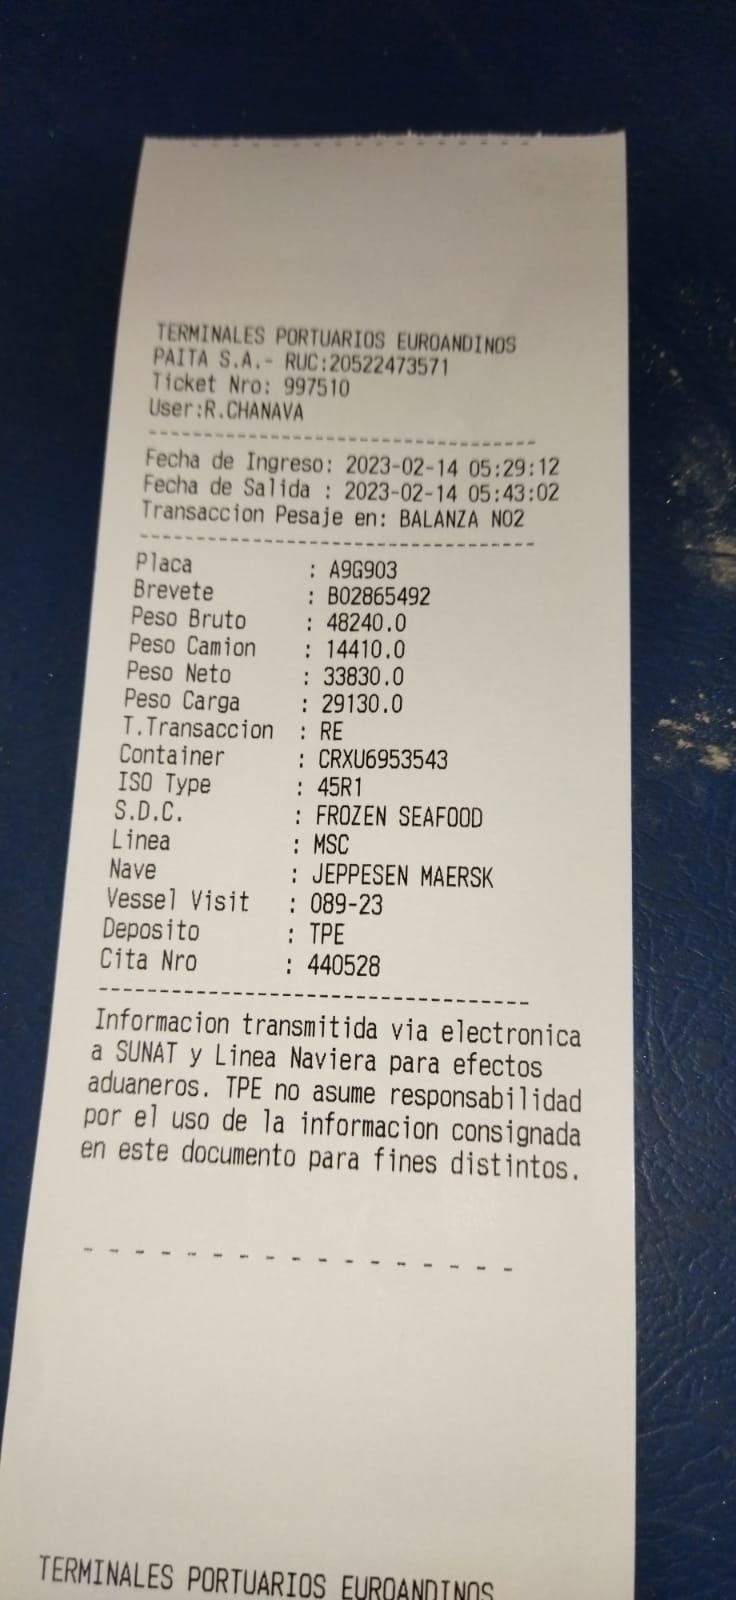 TERMINALES PORTUARIOS EUROANDINOS
PAITA S.A.- RUC:20522473571
Ticket Nro: 997510
User:R.CHANAVA
---------------------------------
Fecha de Ingreso: 2023-02-14 05:29:12
Fecha de Salida : 2023-02-14 05:43:02
Transaccion Pesaje en: BALANZA NO2
---------------------------------
Placa : A9G903
Brevete : B02865492
Peso Bruto : 48240.0
Peso Camion : 14410.0
Peso Neto : 33830.0
Peso Carga : 29130.0
T.Transaccion : RE
Container : CRXU6953543
ISO Type : 45R1
S.D.C. : FROZEN SEAFOOD
Linea : MSC
Nave : JEPPESEN MAERSK
Vessel Visit : 089-23
Deposito : TPE
Cita Nro : 440528
---------------------------------
Informacion transmitida via electronica
a SUNAT y Linea Naviera para efectos
aduaneros. TPE no asume responsabilidad
por el uso de la informacion consignada
en este documento para fines distintos.
- - - - - - - - - - - - - - - - -
TERMINALES PORTUARIOS EUROANDINOS